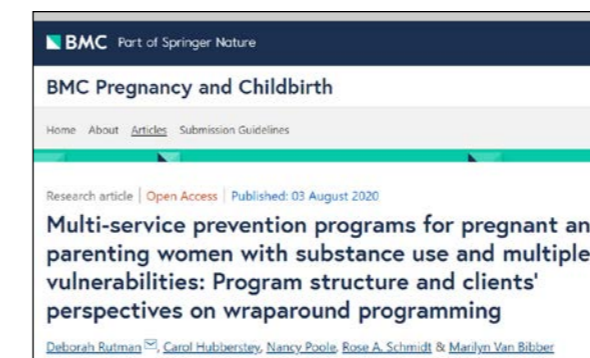 BMC Part of Springer Nature
BMC Pregnancy and Childbirth
Home About Articles Submission Guidelines
Research article | Open Access | Published: 03 August 2020
Multi-service prevention programs for pregnant an
parenting women with substance use and multiple
vulnerabilities: Program structure and clients'
perspectives on wraparound programming
Deborah Rutman, Carol Hubberstey, Nancy Poole, Rose A. Schmidt & Marilyn Van Bibber